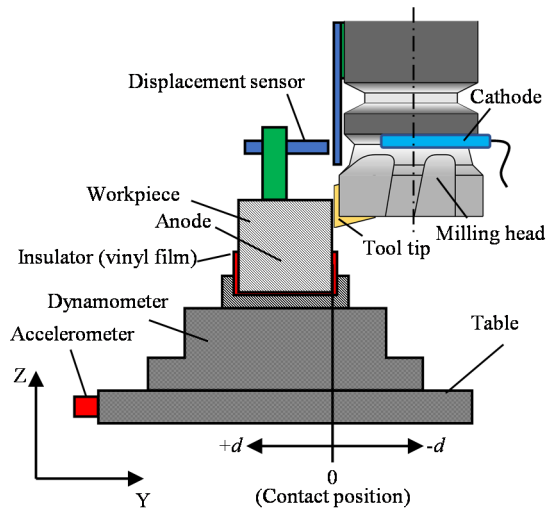 Displacement sensor
Cathode
Workpiece
Anode
Milling head
Tool tip
Insulator (vinyl film)
Dynamometer
Accelerometer
Table
Z
+d
-d
0
Y
(Contact position)